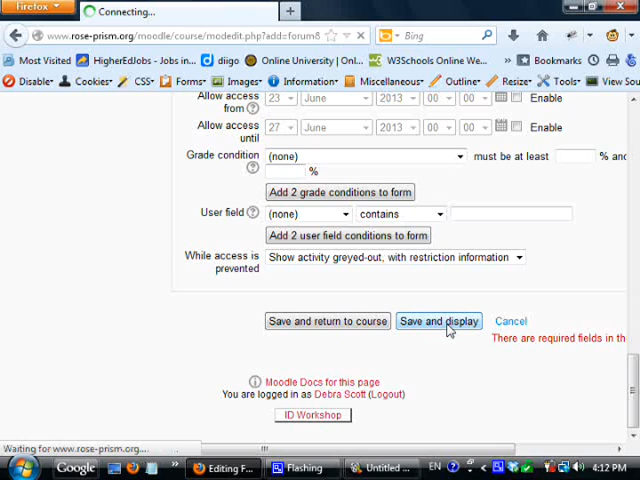 Firefox
Connecting...
www.rose-prism.org/moodle/course/modedit.php?add=forum&
Bing
Most Visited HigherEdJobs - Jobs in... diigo Online University | Onl... W3Schools Online We... Bookmarks
Disable Cookies CSS Forms Images Information Miscellaneous Outline Resize Tools View Sou
Allow access from 23 June 2013 00 00 Enable
Allow access until 27 June 2013 00 00 Enable
Grade condition (none) must be at least % and
%
Add 2 grade conditions to form
User field (none) contains
Add 2 user field conditions to form
While access is prevented Show activity greyed-out, with restriction information
Save and return to course Save and display Cancel
There are required fields in th
Moodle Docs for this page
You are logged in as Debra Scott (Logout)
ID Workshop
Waiting for www.rose-prism.org...
Google Editing F... Flashing Untitled ... EN 4:12 PM